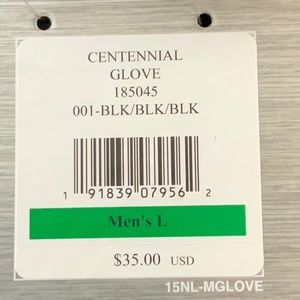 CENTENNIAL
GLOVE
185045
001-BLK/BLK/BLK
1 91839 07956 2
Men's L
$35.00 USD
15NL-MGLOVE